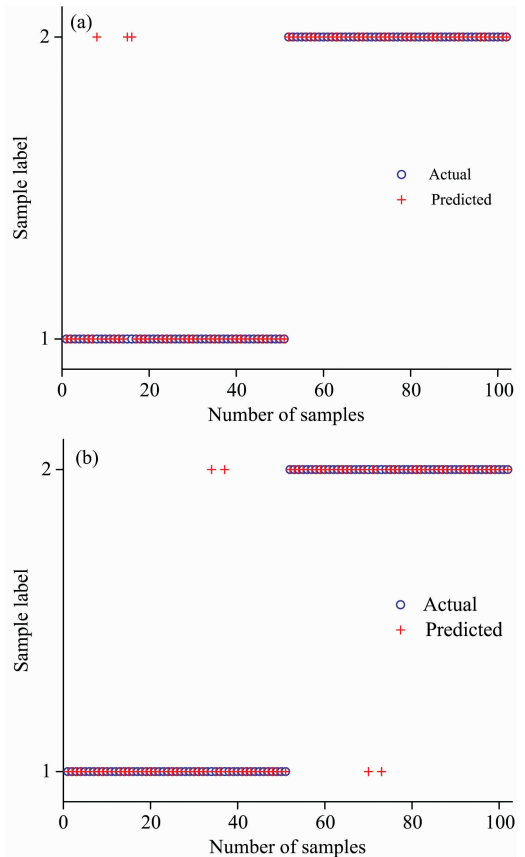 (a)
2
Sample label
Actual
Predicted
1
0 20 40 60 80 100
Number of samples
(b)
2
Sample label
Actual
Predicted
1
0 20 40 60 80 100
Number of samples